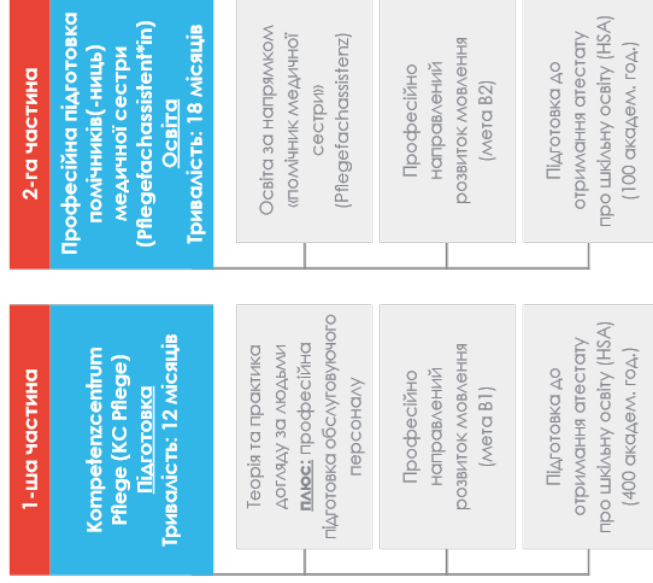 1-ша частина
Kompetenzcentrum
Pflege (KC Pflege)
Підготовка
Тривалість: 12 місяців
Теорія та практика
догляду за людьми
плюс: професійна
підготовка обслуговуючого
персоналу
Професійно
направлений
розвиток мовлення
(мета B1)
Підготовка до
отримання атестату
про шкільну освіту (HSA)
(400 академ. год.)
2-га частина
Професійна підготовка
помічників(-ниць)
медичної сестри
(Pflegefachassistent*in)
Освіта
Тривалість: 18 місяців
Освіта за напрямком
«помічник медичної
сестри»
(Pflegefachassistenz)
Професійно
направлений
розвиток мовлення
(мета B2)
Підготовка до
отримання атестату
про шкільну освіту (HSA)
(100 академ. год.)